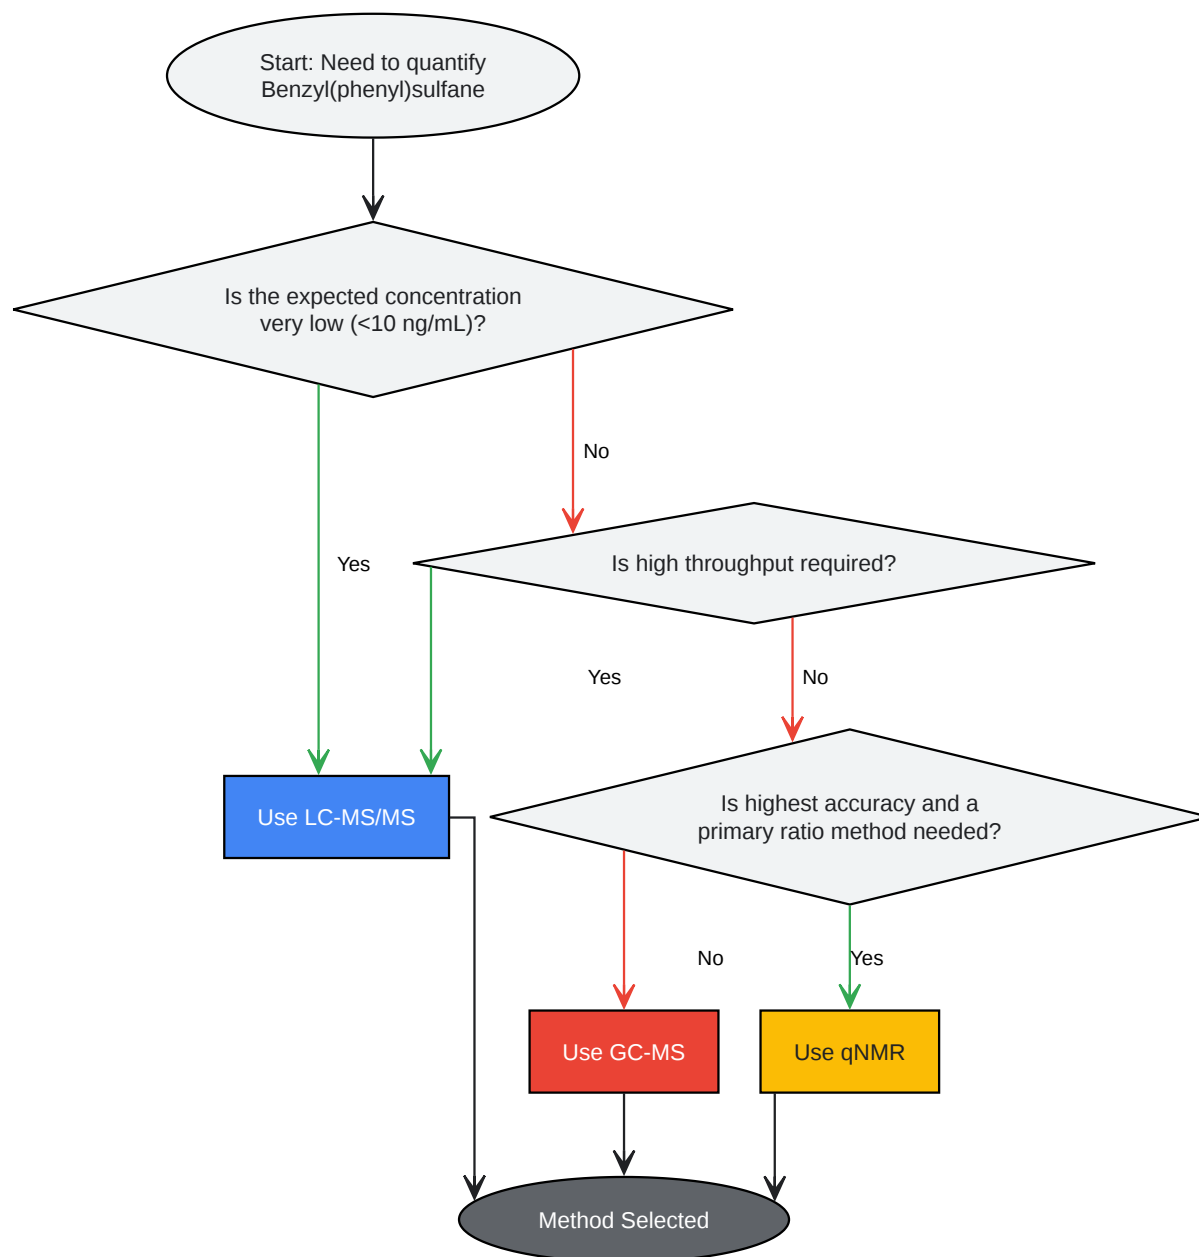 Start: Need to quantify
Benzyl(phenyl)sulfane
Is the expected concentration
very low (<10 ng/mL)?
No
Yes
Is high throughput required?
Yes
No
Use LC-MS/MS
Is highest accuracy and a
primary ratio method needed?
No
Yes
Use GC-MS
Use qNMR
Method Selected